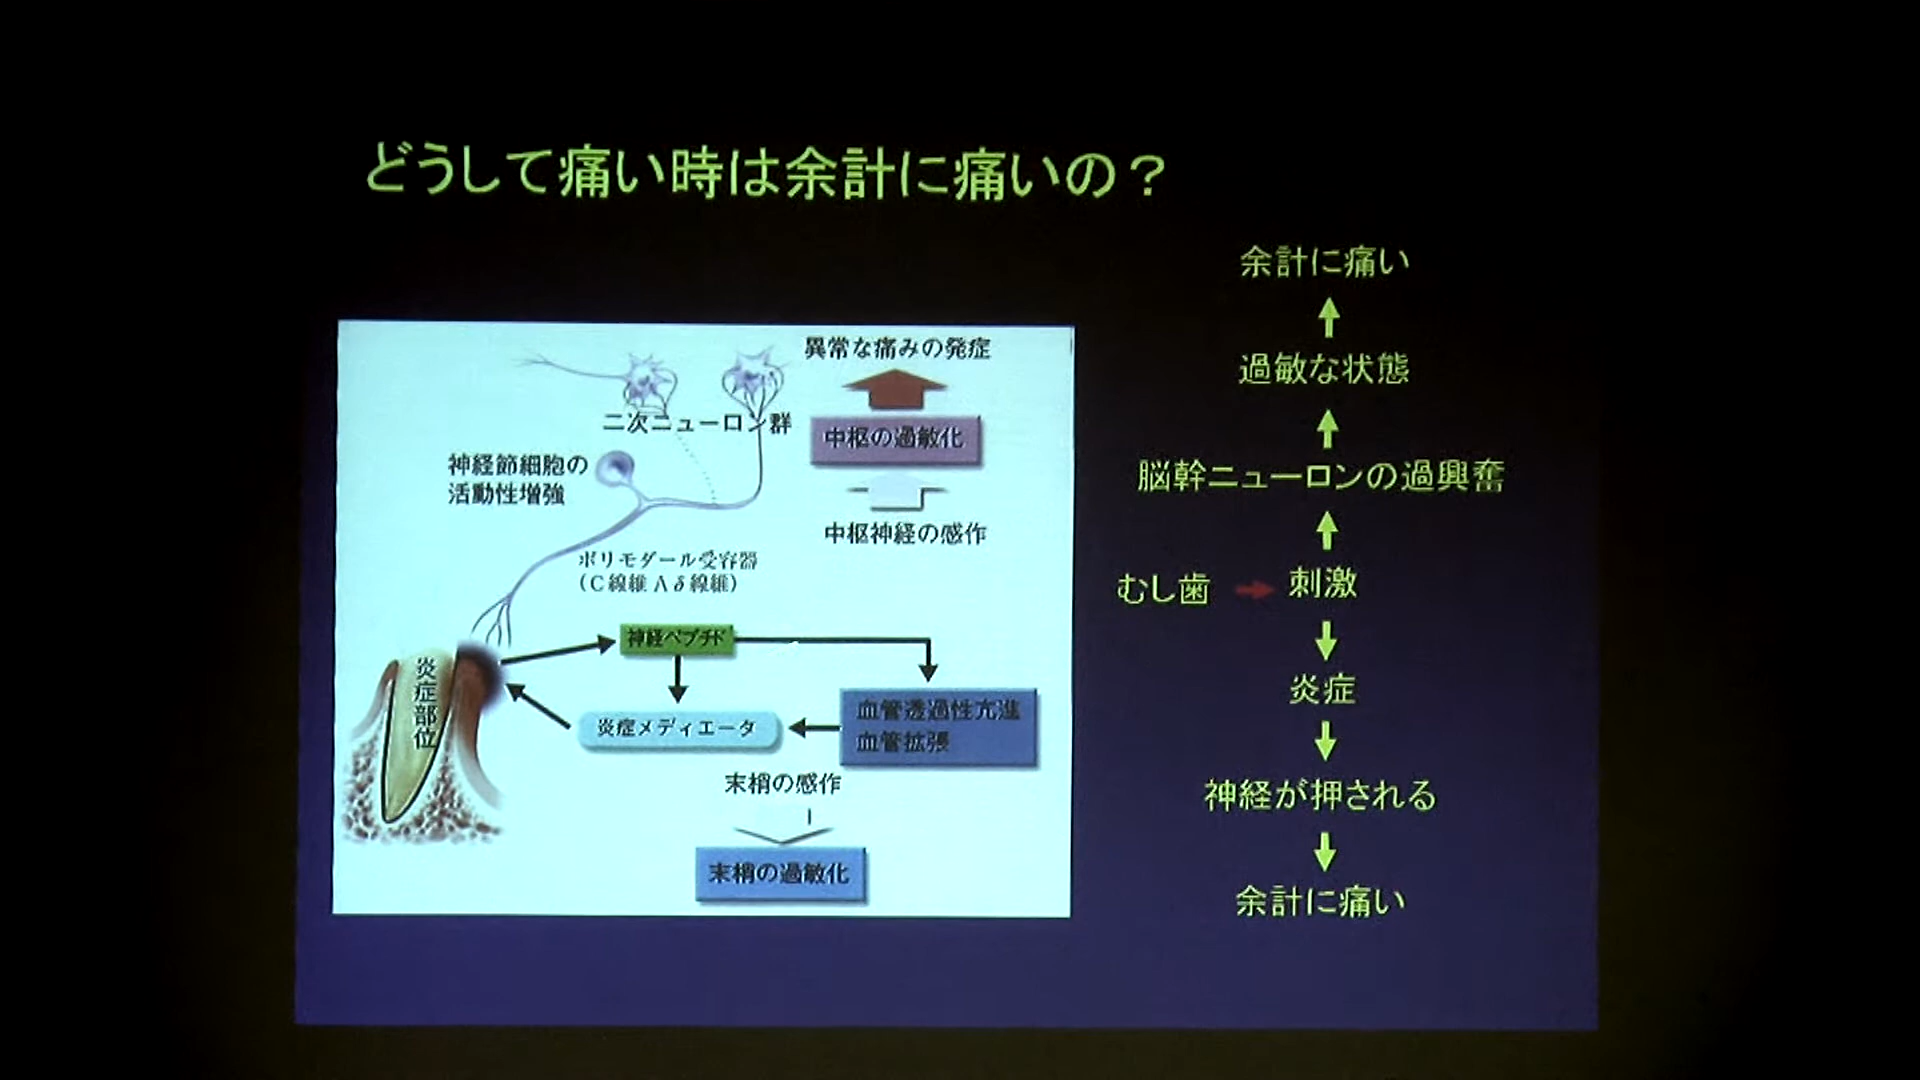 どうして痛い時は余計に痛いの？
異常な痛みの発症
二次ニューロン群
中枢の過敏化
神経節細胞の
活動性増強
中枢神経の感作
ポリモダール受容器
（C線維 Aδ線維）
神経ペプチド
炎症部位
血管透過性亢進
血管拡張
炎症メディエータ
末梢の感作
末梢の過敏化
余計に痛い
過敏な状態
脳幹ニューロンの過興奮
むし歯
刺激
炎症
神経が押される
余計に痛い